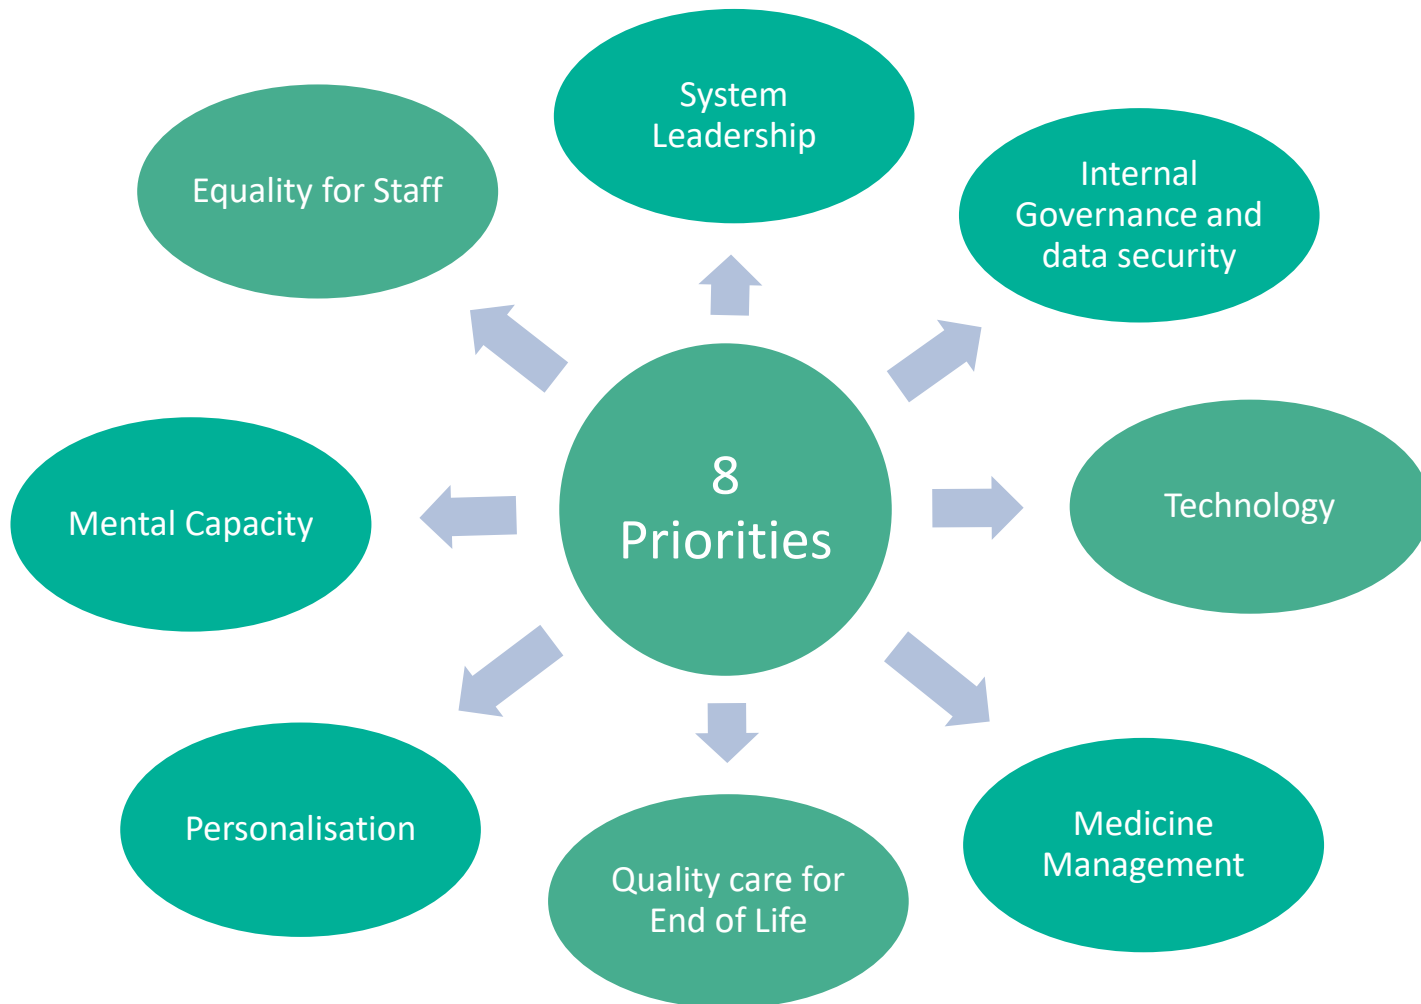 System
Leadership
Equality for Staff
Internal
Governance and
data security
8
Priorities
Mental Capacity
Technology
Personalisation
Medicine
Management
Quality care for
End of Life